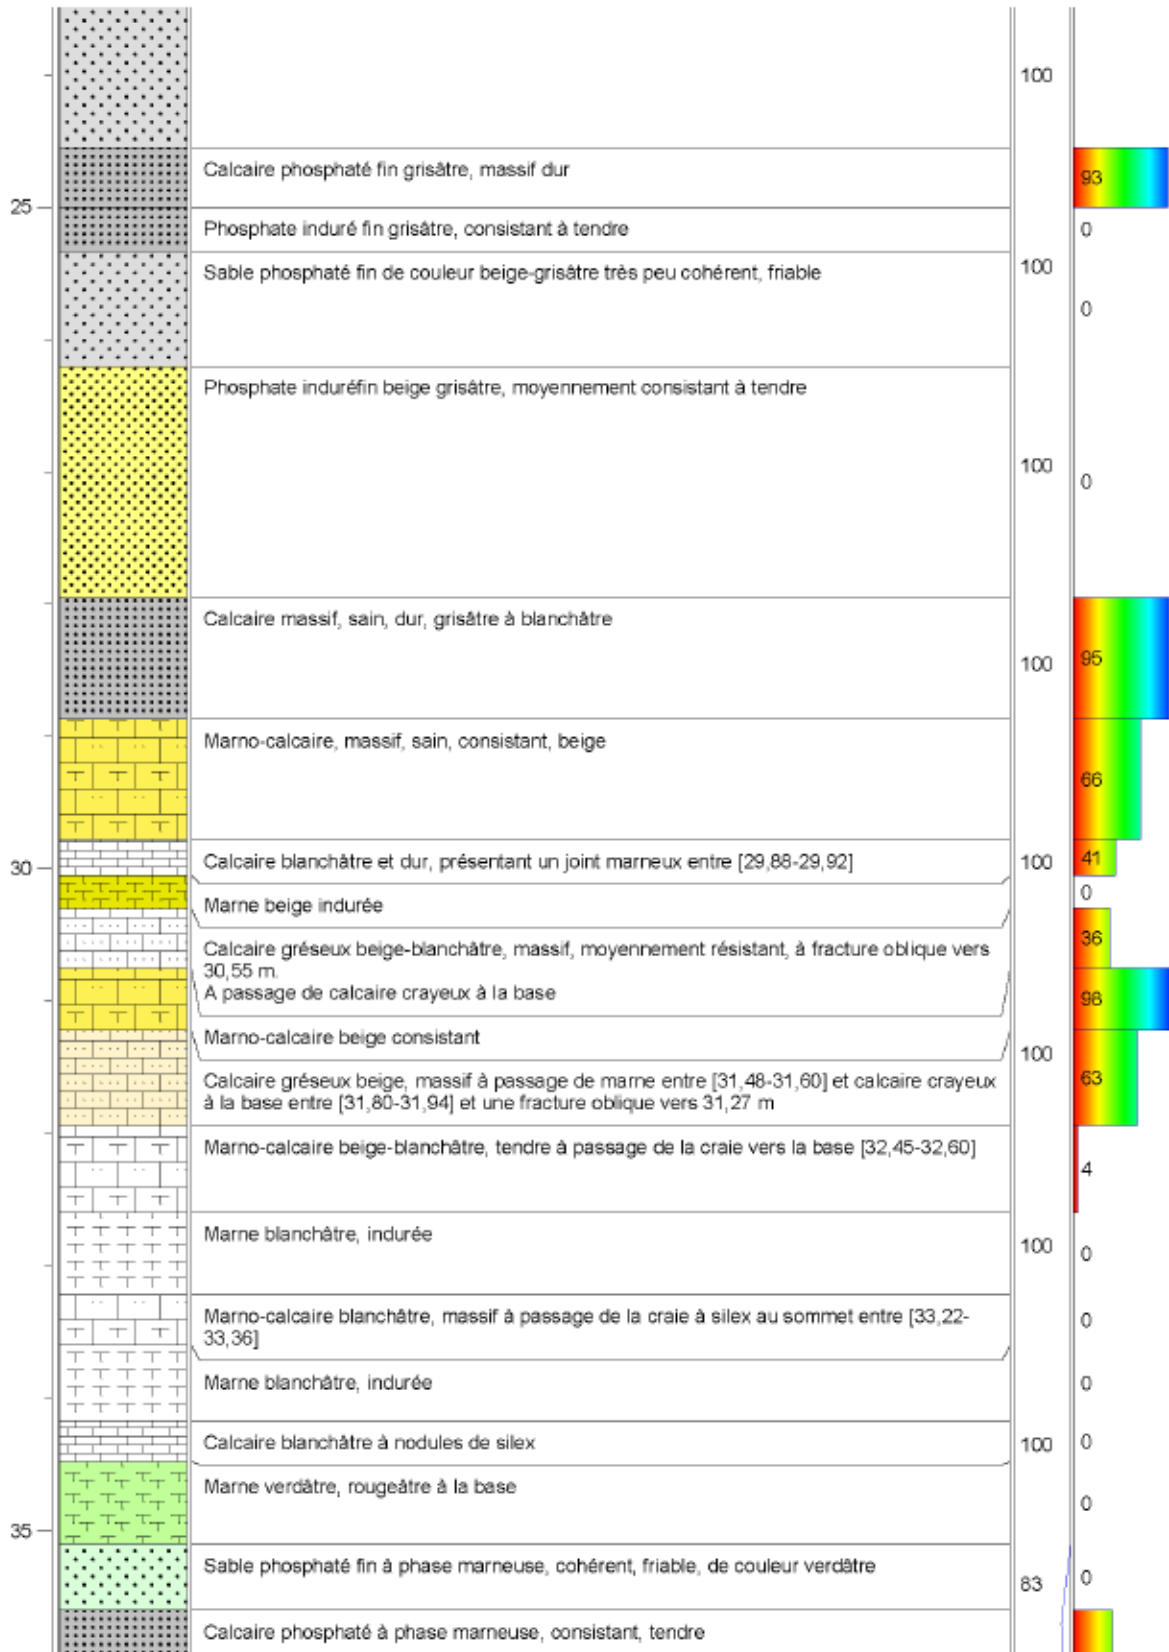 100
Calcaire phosphaté fin grisâtre, massif dur
93
25
Phosphate induré fin grisâtre, consistant à tendre
0
Sable phosphaté fin de couleur beige-grisâtre très peu cohérent, friable
100
0
Phosphate induréfin beige grisâtre, moyennement consistant à tendre
100
0
Calcaire massif, sain, dur, grisâtre à blanchâtre
100
95
Marno-calcaire, massif, sain, consistant, beige
66
30
Calcaire blanchâtre et dur, présentant un joint marneux entre [29,88-29,92]
100
41
Marne beige indurée
0
Calcaire gréseux beige-blanchâtre, massif, moyennement résistant, à fracture oblique vers
30,55 m.
A passage de calcaire crayeux à la base
36
98
Marno-calcaire beige consistant
100
Calcaire gréseux beige, massif à passage de marne entre [31,48-31,60] et calcaire crayeux
à la base entre [31,80-31,94] et une fracture oblique vers 31,27 m
63
Marno-calcaire beige-blanchâtre, tendre à passage de la craie vers la base [32,45-32,60]
4
Marne blanchâtre, indurée
100
0
Marno-calcaire blanchâtre, massif à passage de la craie à silex au sommet entre [33,22-
33,36]
0
Marne blanchâtre, indurée
0
Calcaire blanchâtre à nodules de silex
100
0
Marne verdâtre, rougeâtre à la base
0
35
Sable phosphaté fin à phase marneuse, cohérent, friable, de couleur verdâtre
83
0
Calcaire phosphaté à phase marneuse, consistant, tendre